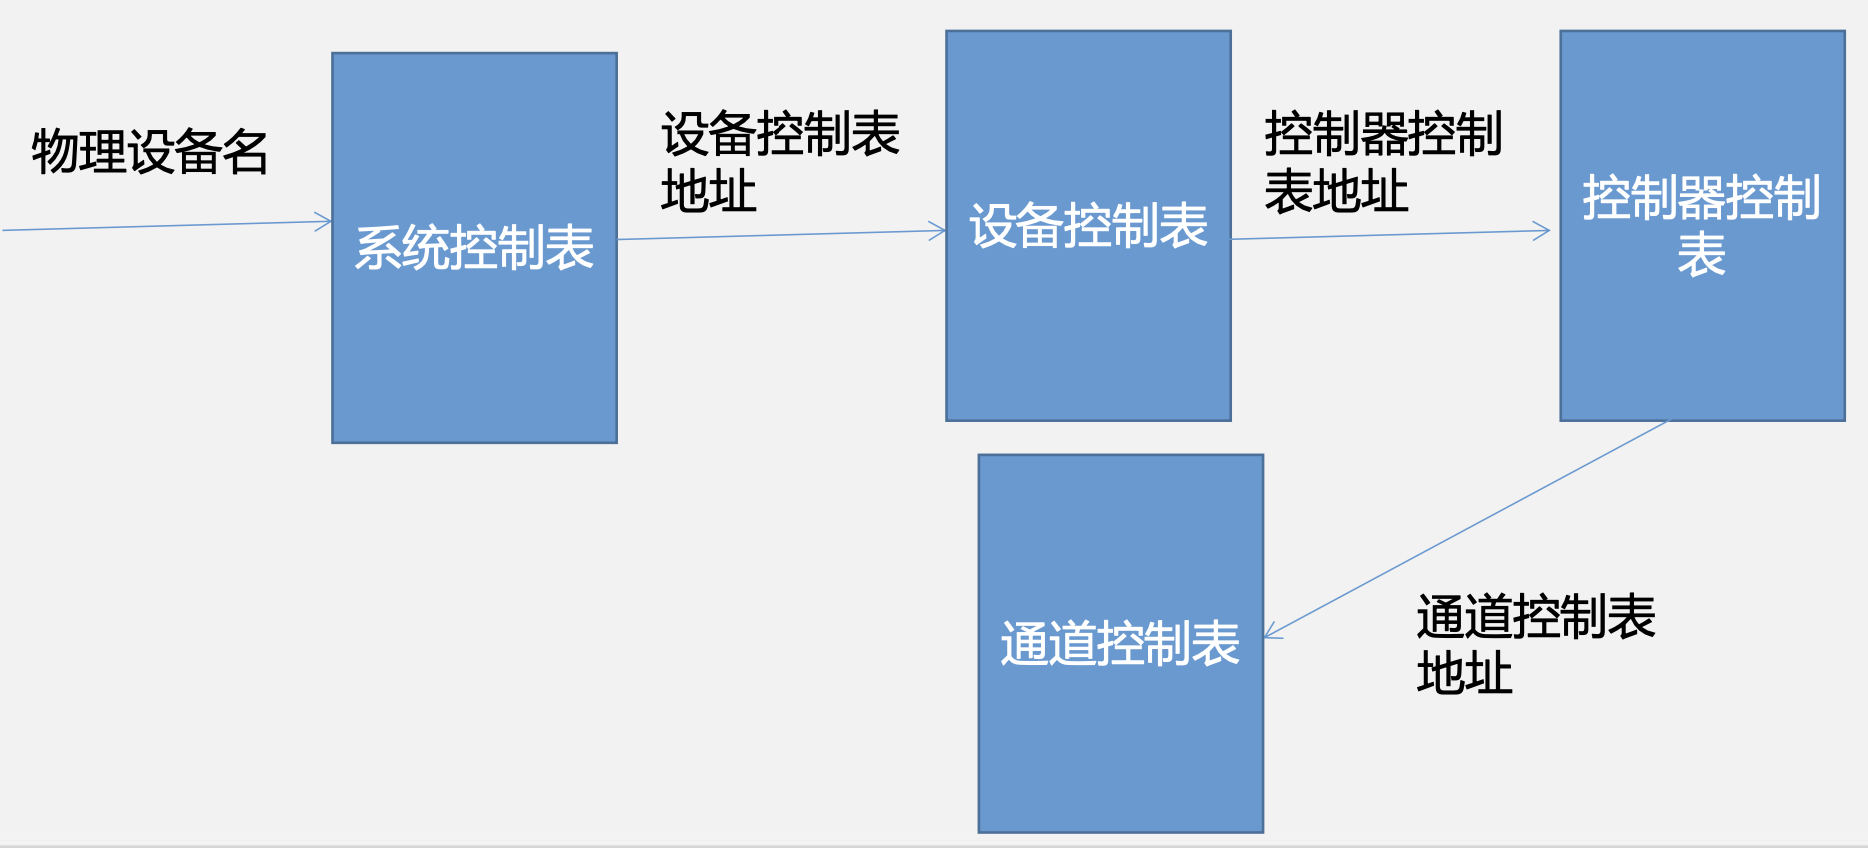 物理设备名
系统控制表
设备控制表
地址
设备控制表
控制器控制
表地址
控制器控制
表
通道控制表
地址
通道控制表